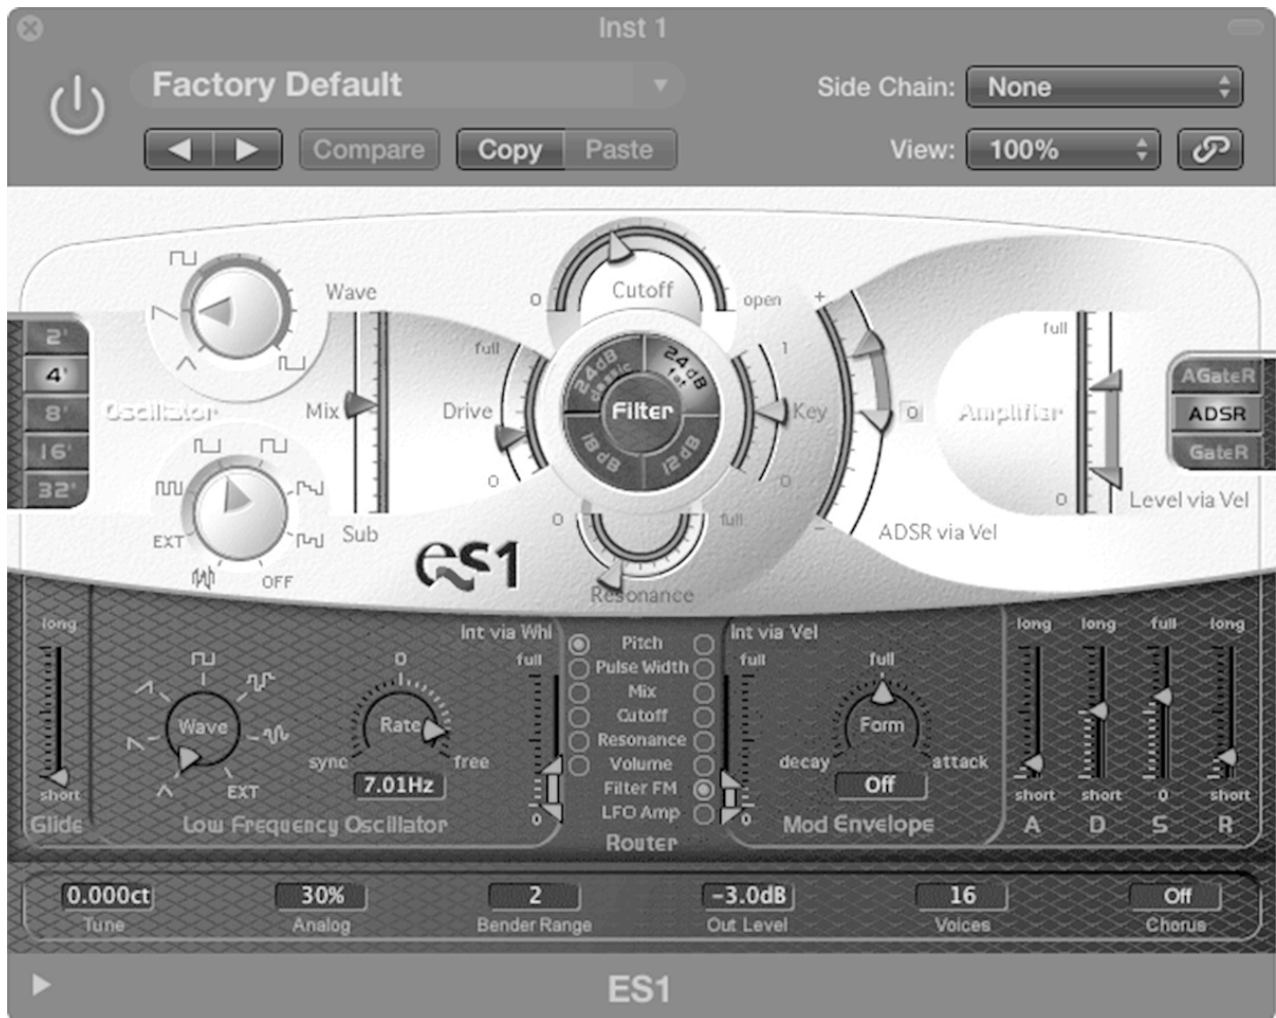 Inst 1
Factory Default
Side Chain: None
Compare Copy Paste
View: 100%
Wave
Cutoff
0 open
2'
4'
8'
16'
32'
Oscillator
Mix
Sub
EXT
OFF
full
Drive
0
24dB classic
24dB fat
Filter
18dB
12dB
1
Key
0
0 full
Resonance
es1
+
-
ADSR via Vel
Amplifier
full
0
Level via Vel
AGateR
ADSR
GateR
long
short
Glide
Wave
EXT
0
Rate
sync free
7.01Hz
Low Frequency Oscillator
Int via Whl
full
0
Pitch
Pulse Width
Mix
Cutoff
Resonance
Volume
Filter FM
LFO Amp
Router
Int via Vel
full
0
full
Form
decay attack
Off
Mod Envelope
long long full long
short short 0 short
A D S R
0.000ct 30% 2 -3.0dB 16 Off
Tune Analog Bender Range Out Level Voices Chorus
ES1